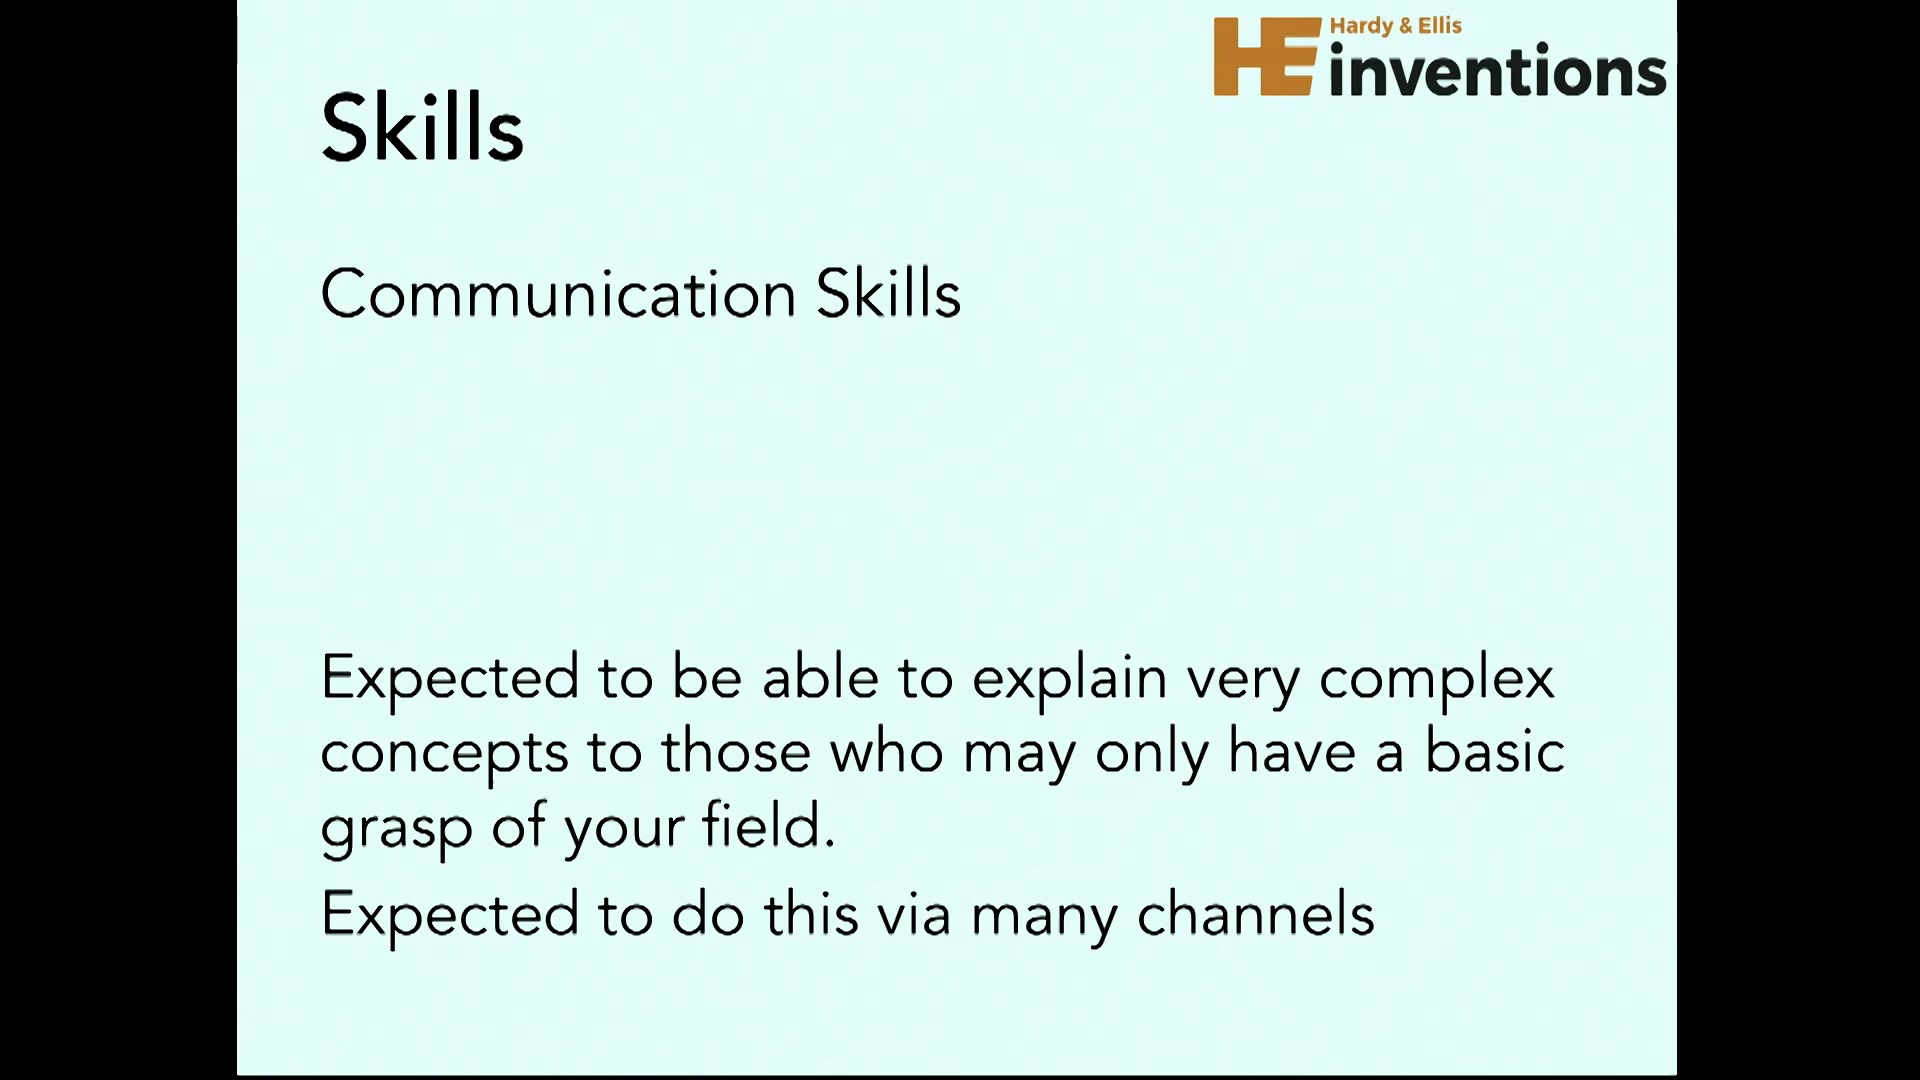 HE Hardy & Ellis
inventions
Skills
Communication Skills
Expected to be able to explain very complex
concepts to those who may only have a basic
grasp of your field.
Expected to do this via many channels